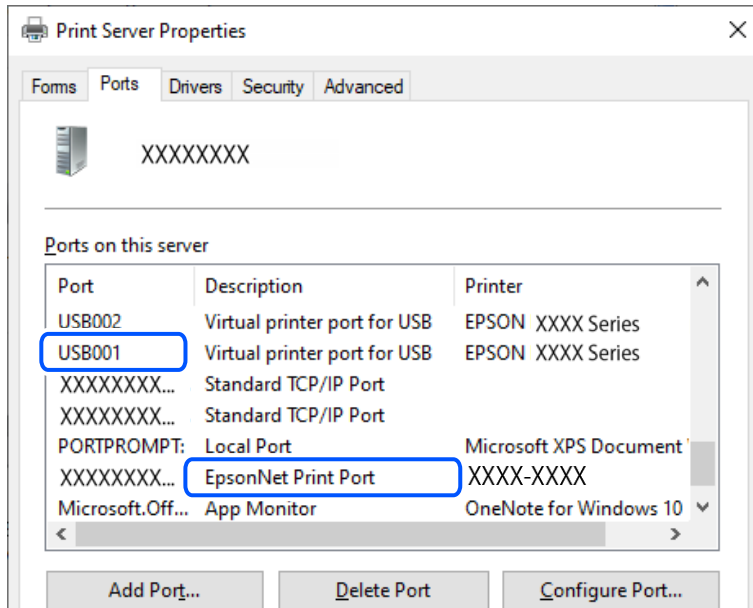 Print Server Properties
Forms Ports Drivers Security Advanced
XXXXXXXX
Ports on this server
Port Description Printer
USB002 Virtual printer port for USB EPSON XXXX Series
USB001 Virtual printer port for USB EPSON XXXX Series
XXXXXXXX... Standard TCP/IP Port
XXXXXXXX... Standard TCP/IP Port
PORTPROMPT: Local Port Microsoft XPS Document
XXXXXXXX... EpsonNet Print Port XXXX-XXXX
Microsoft.Off... App Monitor OneNote for Windows 10
Add Port... Delete Port Configure Port...